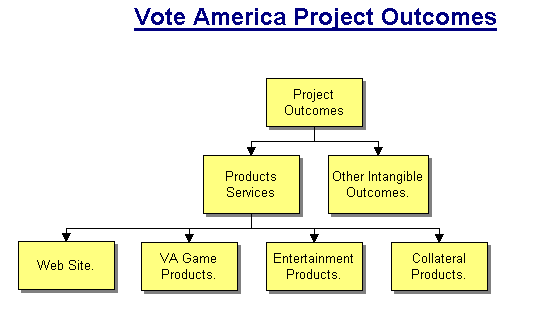 Vote America Project Outcomes
Project
Outcomes
Products
Services
Other Intangible
Outcomes.
Web Site.
VA Game
Products.
Entertainment
Products.
Collateral
Products.